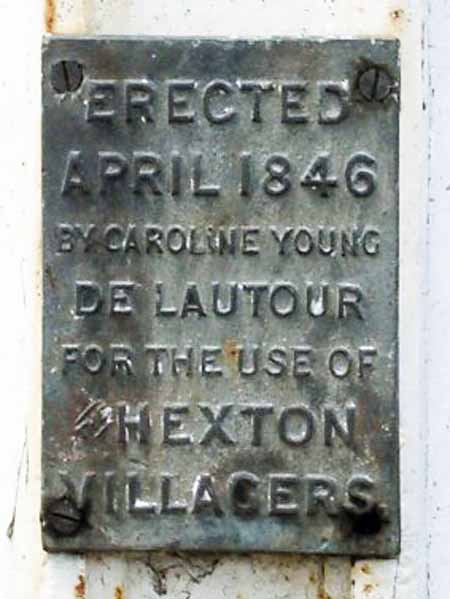 ERECTED
APRIL 1846
BY CAROLINE YOUNG
DE LAUTOUR
FOR THE USE OF
HEXTON
VILLAGERS